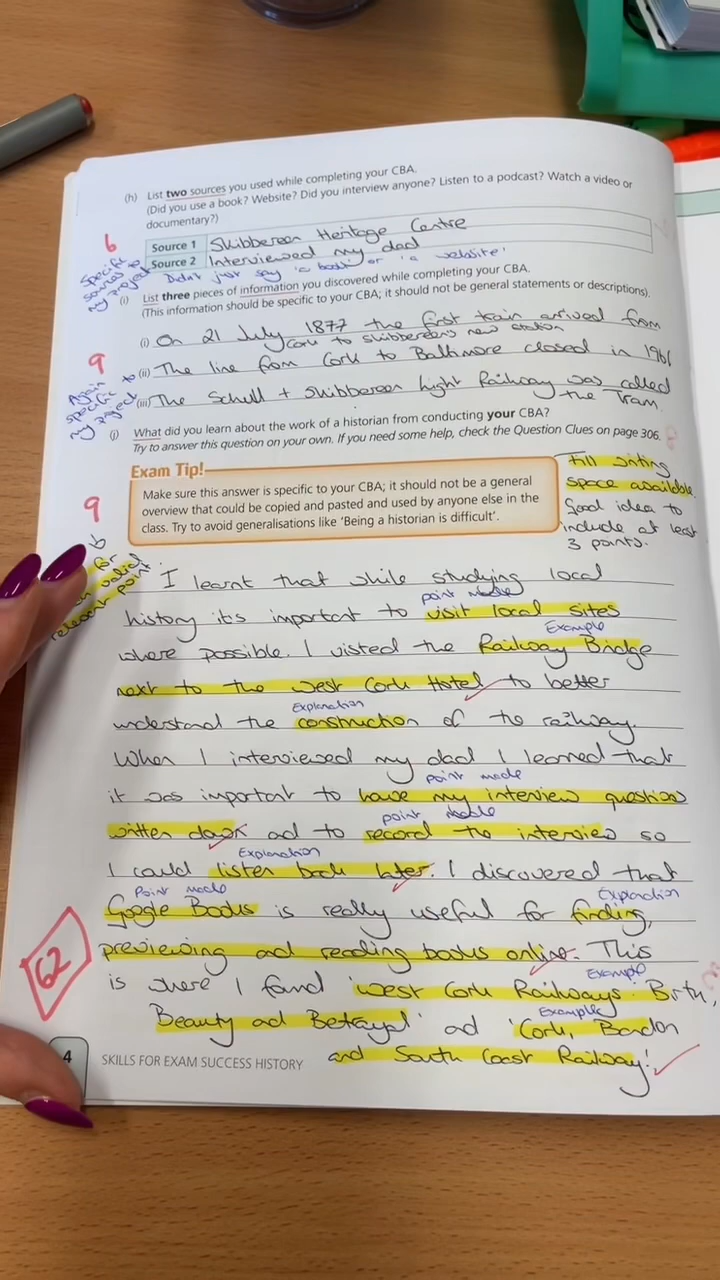 (h) List two sources you used while completing your CBA.
(Did you use a book? Website? Did you interview anyone? Listen to a podcast? Watch a video or
documentary?)
6
Source 1 Skibbereen Heritage Centre
Source 2 Interviewed my dad
Specific
sources to
my project
Didn't just say 'a book' or 'a website'
(i) List three pieces of information you discovered while completing your CBA.
(This information should be specific to your CBA; it should not be general statements or descriptions).
(i) On 21 July 1877 the first train arrived from
Cork to Skibbereen's new station
9
(ii) The line from Cork to Baltimore closed in 1961
Again
specific to
my project
(iii) The Schull + Skibbereen Light Railway was called
the Tram
(j) What did you learn about the work of a historian from conducting your CBA?
Try to answer this question on your own. If you need some help, check the Question Clues on page 306.
Exam Tip!
Make sure this answer is specific to your CBA; it should not be a general
overview that could be copied and pasted and used by anyone else in the
class. Try to avoid generalisations like 'Being a historian is difficult'.
Fill writing
space available
Good idea to
include at least
3 points.
9
for
valid
relevant point
I learnt that while studying local
point made
history it's important to visit local sites
Example
where possible. I visted the Railway Bridge
next to the West Cork Hotel to better
Explanation
understand the construction of the railway.
When I interviewed my dad I learned that
point made
it was important to have my interview question
point made
written down ad to record the interview so
Explanation
I could listen back later. I discovered that
Point made Explanation
Google Books is really useful for finding,
previewing ad reading books online. This
Example
is where I fand 'West Cork Railways: Birth,
Example
Beauty ad Betrayal' ad 'Cork, Bandon
and South Coast Railway'.
62
4 SKILLS FOR EXAM SUCCESS HISTORY